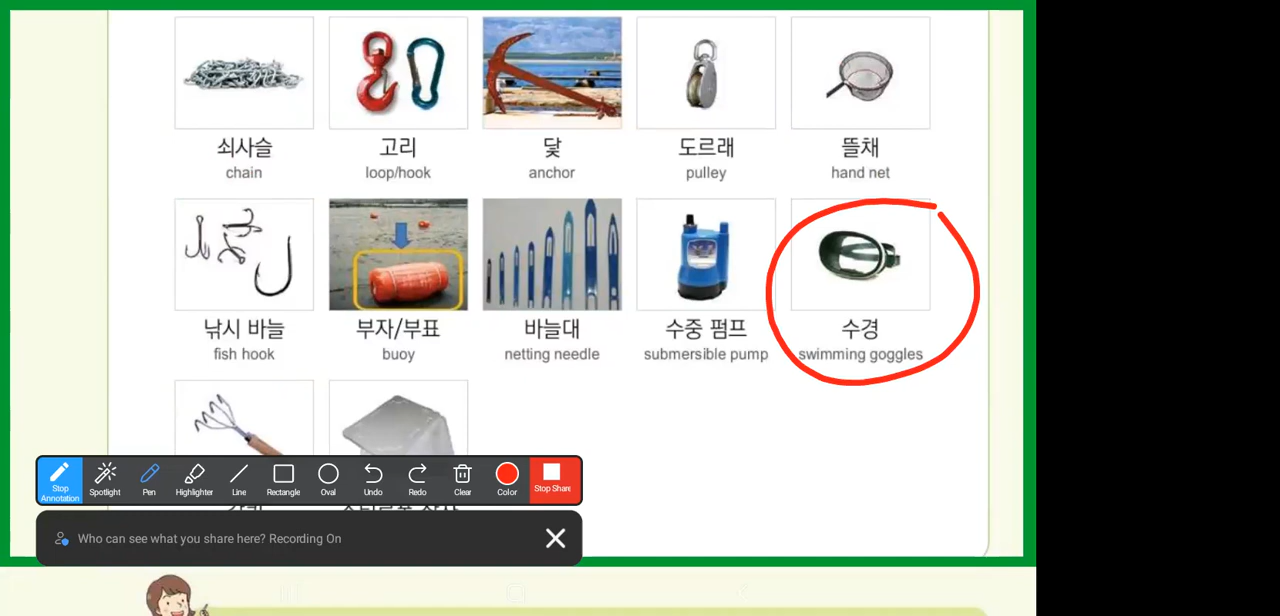 쇠사슬 고리 닻 도르래 뜰채
chain loop/hook anchor pulley hand net
낚시 바늘 부자/부표 바늘대 수중 펌프 수경
fish hook buoy netting needle submersible pump swimming goggles
Stop Annotation Spotlight Pen Highlighter Line Rectangle Oval Undo Redo Clear Color Stop Share
Who can see what you share here? Recording On